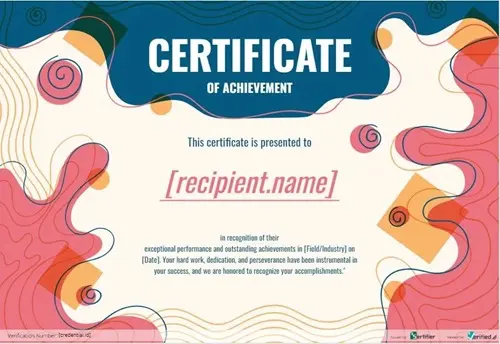 CERTIFICATE
OF ACHIEVEMENT
This certificate is presented to
[recipient.name]
in recognition of their
exceptional performance and outstanding achievements in [Field/Industry] on
[Date]. Your hard work, dedication, and perseverance have been instrumental in
your success, and we are honored to recognize your accomplishments."
Verification Number: [credential.id]
Certifier
Verified